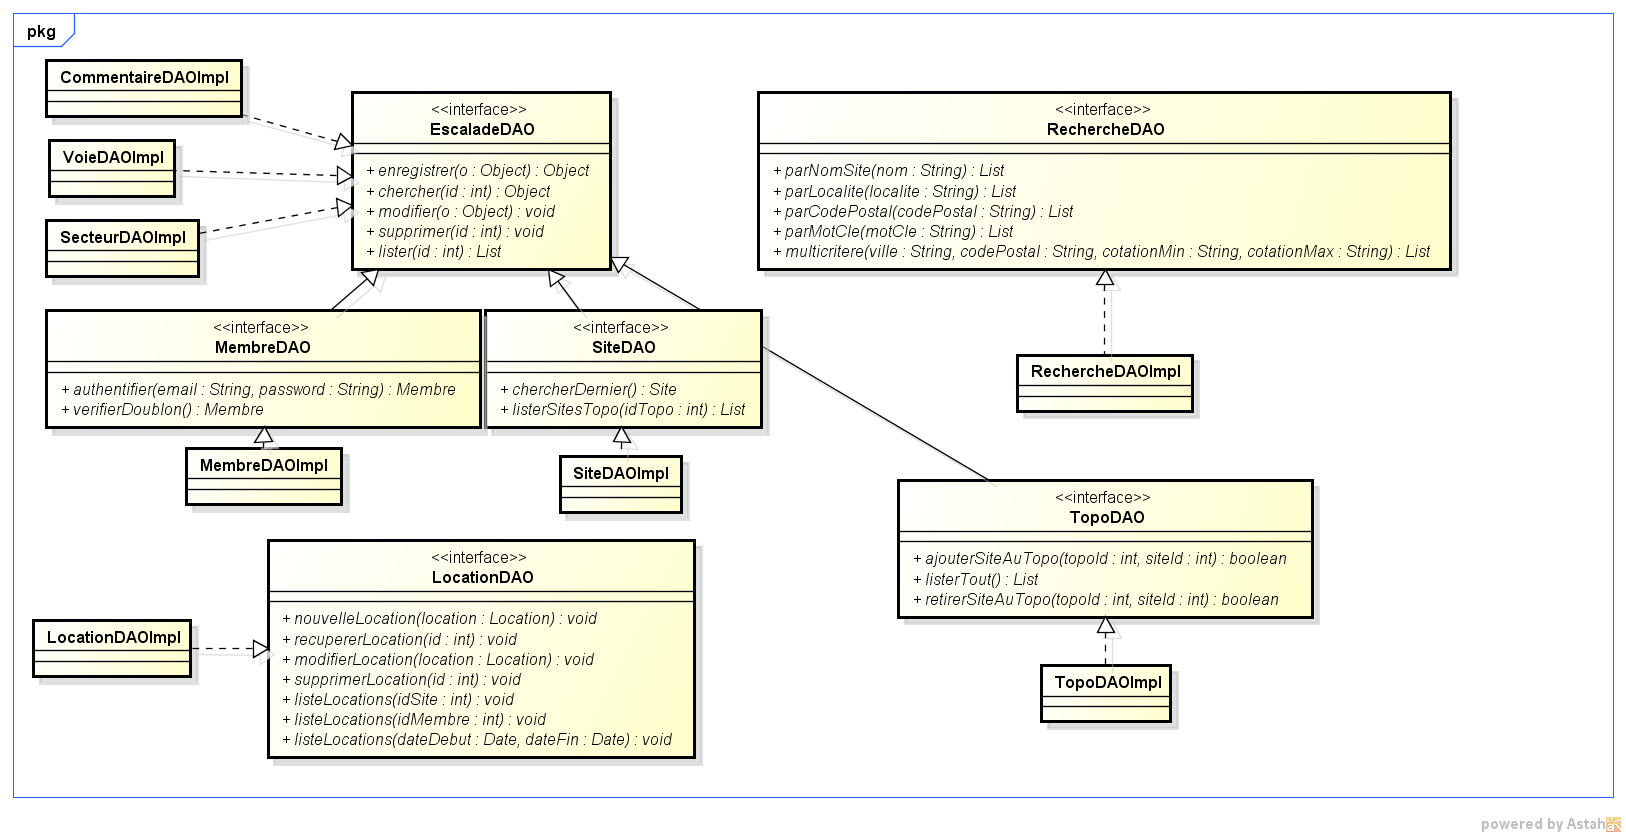 pkg
CommentaireDAOImpl
VoieDAOImpl
SecteurDAOImpl
<<interface>>
EscaladeDAO
+ enregistrer(o : Object) : Object
+ chercher(id : int) : Object
+ modifier(o : Object) : void
+ supprimer(id : int) : void
+ lister(id : int) : List
<<interface>>
RechercheDAO
+ parNomSite(nom : String) : List
+ parLocalite(localite : String) : List
+ parCodePostal(codePostal : String) : List
+ parMotCle(motCle : String) : List
+ multicritere(ville : String, codePostal : String, cotationMin : String, cotationMax : String) : List
<<interface>>
MembreDAO
+ authentifier(email : String, password : String) : Membre
+ verifierDoublon() : Membre
<<interface>>
SiteDAO
+ chercherDernier() : Site
+ listerSitesTopo(idTopo : int) : List
RechercheDAOImpl
MembreDAOImpl
SiteDAOImpl
<<interface>>
TopoDAO
+ ajouterSiteAuTopo(topoId : int, siteId : int) : boolean
+ listerTout() : List
+ retirerSiteAuTopo(topoId : int, siteId : int) : boolean
<<interface>>
LocationDAO
+ nouvelleLocation(location : Location) : void
+ recupererLocation(id : int) : void
+ modifierLocation(location : Location) : void
+ supprimerLocation(id : int) : void
+ listeLocations(idSite : int) : void
+ listeLocations(idMembre : int) : void
+ listeLocations(dateDebut : Date, dateFin : Date) : void
LocationDAOImpl
TopoDAOImpl
powered by Astah